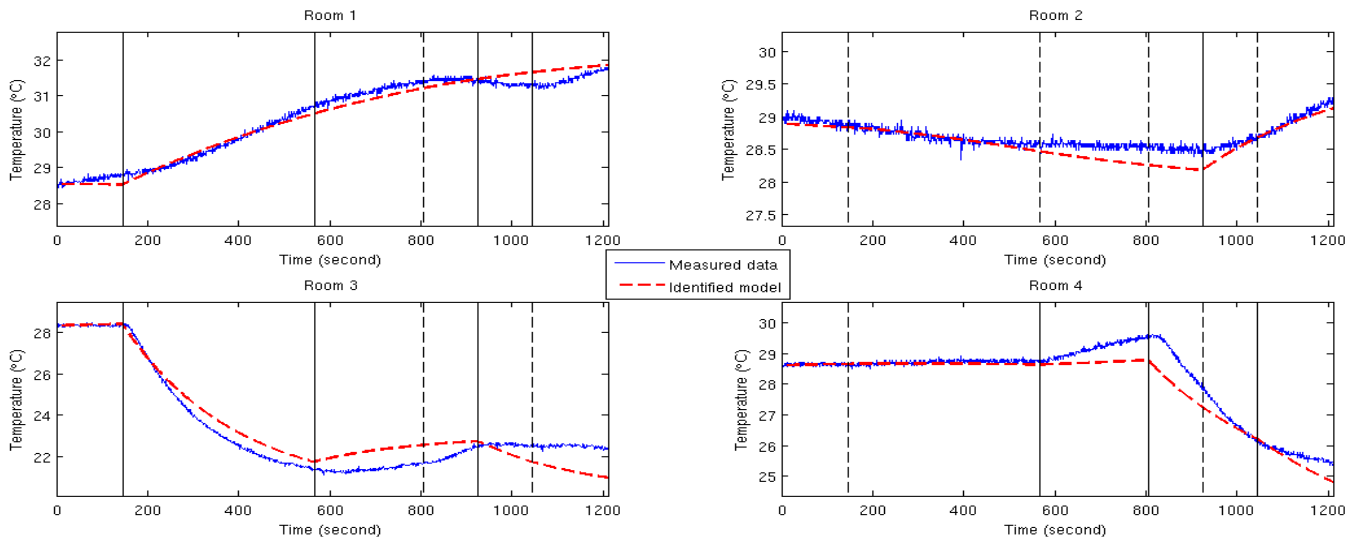 Room 1
Temperature (°C)
32
31
30
29
28
0 200 400 600 800 1000 1200
Time (second)
Room 2
Temperature (°C)
30
29.5
29
28.5
28
27.5
0 200 400 600 800 1000 1200
Time (second)
Measured data
Identified model
Room 3
Temperature (°C)
28
26
24
22
0 200 400 600 800 1000 1200
Time (second)
Room 4
Temperature (°C)
30
29
28
27
26
25
0 200 400 600 800 1000 1200
Time (second)